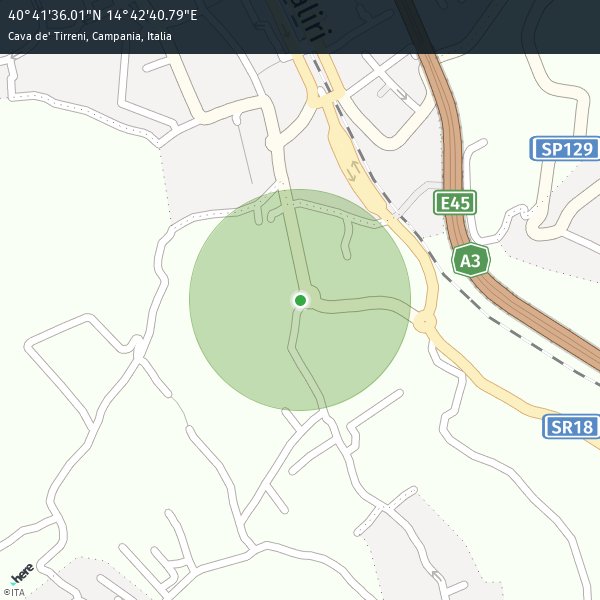 40°41'36.01"N 14°42'40.79"E
Cava de' Tirreni, Campania, Italia
SP129
E45
A3
SR18
here
©ITA